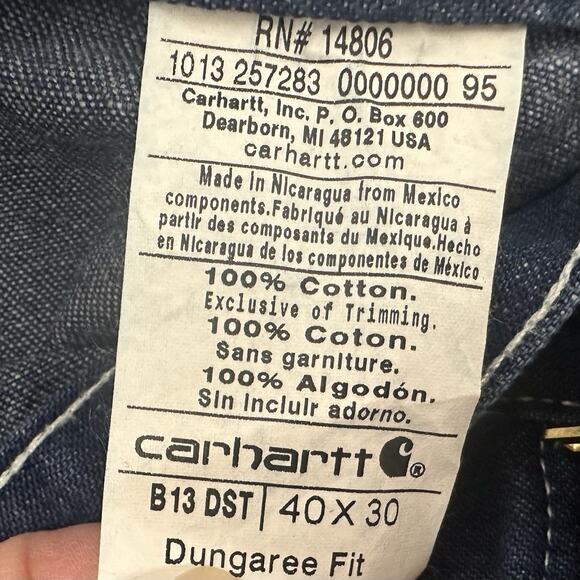 RN# 14806
1013 257283 0000000 95
Carhartt, Inc. P. O. Box 600
Dearborn, MI 48121 USA
carhartt.com
Made in Nicaragua from Mexico
components.Fabriqué au Nicaragua à
partir des composants du Mexique.Hecho
en Nicaragua de los componentes de México
100% Cotton.
Exclusive of Trimming.
100% Coton.
Sans garniture.
100% Algodón.
Sin Incluir adorno.
carhartt ®
B13 DST | 40 X 30
Dungaree Fit